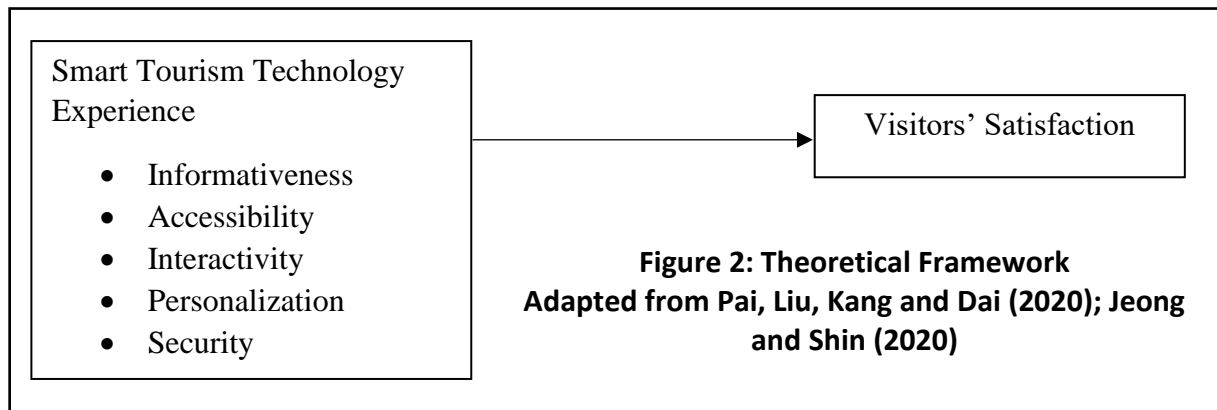 Smart Tourism Technology
Experience
• Informativeness
• Accessibility
• Interactivity
• Personalization
• Security
Visitors’ Satisfaction
Figure 2: Theoretical Framework
Adapted from Pai, Liu, Kang and Dai (2020); Jeong
and Shin (2020)